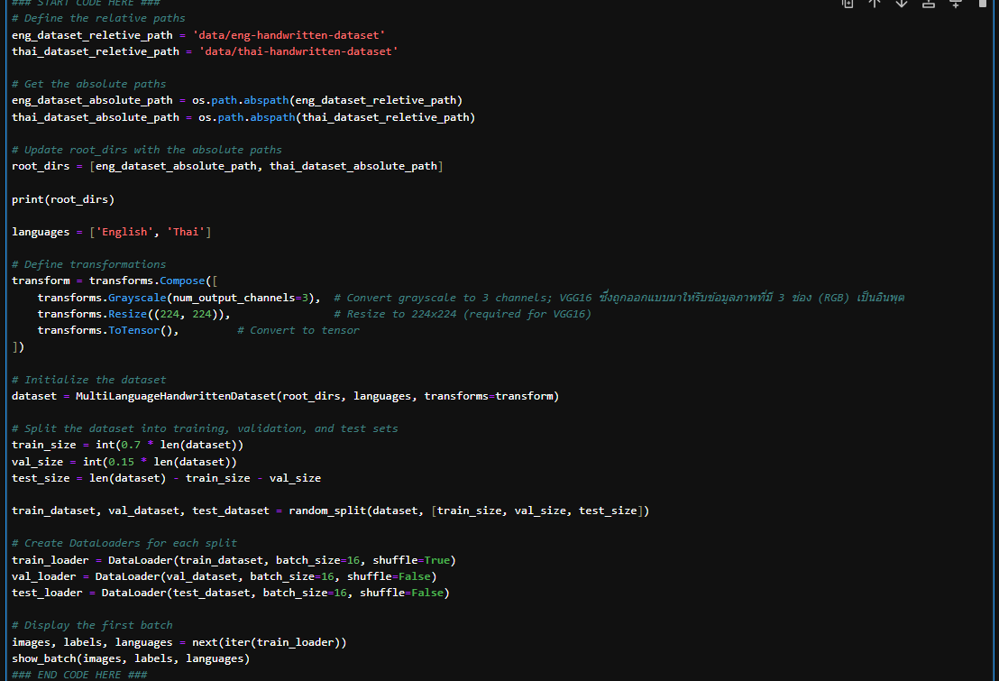 ### START CODE HERE ###
# Define the relative paths
eng_dataset_reletive_path = 'data/eng-handwritten-dataset'
thai_dataset_reletive_path = 'data/thai-handwritten-dataset'
# Get the absolute paths
eng_dataset_absolute_path = os.path.abspath(eng_dataset_reletive_path)
thai_dataset_absolute_path = os.path.abspath(thai_dataset_reletive_path)
# Update root_dirs with the absolute paths
root_dirs = [eng_dataset_absolute_path, thai_dataset_absolute_path]
print(root_dirs)
languages = ['English', 'Thai']
# Define transformations
transform = transforms.Compose([
    transforms.Grayscale(num_output_channels=3),  # Convert grayscale to 3 channels; VGG16 ซึ่งถูกออกแบบมาให้รับข้อมูลภาพที่มี 3 ช่อง (RGB) เป็นอินพุต
    transforms.Resize((224, 224)),                # Resize to 224x224 (required for VGG16)
    transforms.ToTensor(),         # Convert to tensor
])
# Initialize the dataset
dataset = MultiLanguageHandwrittenDataset(root_dirs, languages, transforms=transform)
# Split the dataset into training, validation, and test sets
train_size = int(0.7 * len(dataset))
val_size = int(0.15 * len(dataset))
test_size = len(dataset) - train_size - val_size
train_dataset, val_dataset, test_dataset = random_split(dataset, [train_size, val_size, test_size])
# Create DataLoaders for each split
train_loader = DataLoader(train_dataset, batch_size=16, shuffle=True)
val_loader = DataLoader(val_dataset, batch_size=16, shuffle=False)
test_loader = DataLoader(test_dataset, batch_size=16, shuffle=False)
# Display the first batch
images, labels, languages = next(iter(train_loader))
show_batch(images, labels, languages)
### END CODE HERE ###